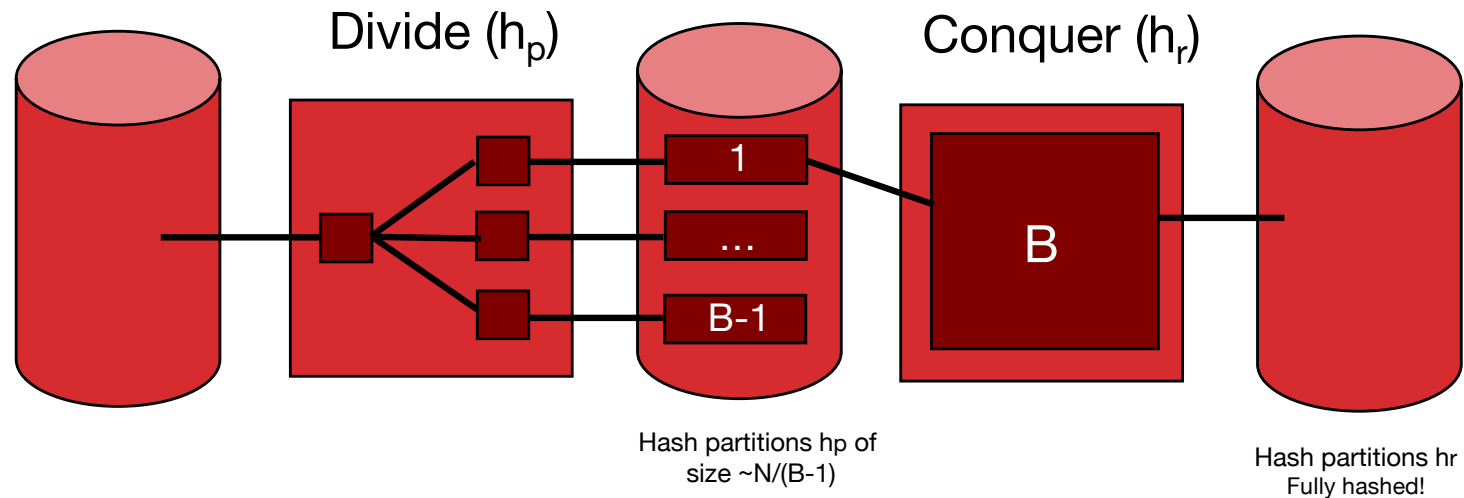 Divide (hp)
Conquer (hr)
1
...
B-1
B
Hash partitions hp of
size ~N/(B-1)
Hash partitions hr
Fully hashed!